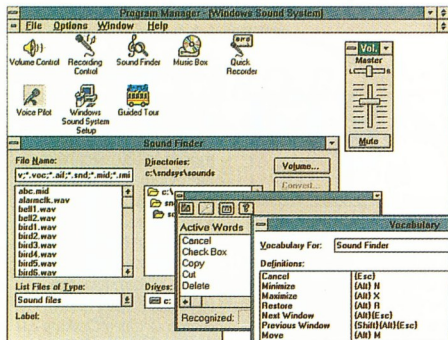 Program Manager - [Windows Sound System]
File Options Window Help
Volume Control
Recording Control
Sound Finder
Music Box
Quick Recorder
Voice Pilot
Windows Sound System Setup
Guided Tour
Vol.
Master
L
R
Mute
Sound Finder
File Name:
v;*.voc;*.aif;*.snd;*.mid;*.rmi
abc.mid
alarmclk.wav
bell1.wav
bell2.wav
bird1.wav
bird2.wav
bird3.wav
bird4.wav
bird5.wav
bird6.wav
List Files of Type:
Sound files
Label:
Directories:
c:\sndsys\sounds
c:\
Drives:
c:
Volume...
Convert...
Active Words
Cancel
Check Box
Copy
Cut
Delete
Recognized:
Vocabulary
Vocabulary For: Sound Finder
Definitions:
Cancel {Esc}
Minimize {Alt} N
Maximize {Alt} X
Restore {Alt} R
Next Window {Alt}{Esc}
Previous Window {Shift}{Alt}{Esc}
Move {Alt} M